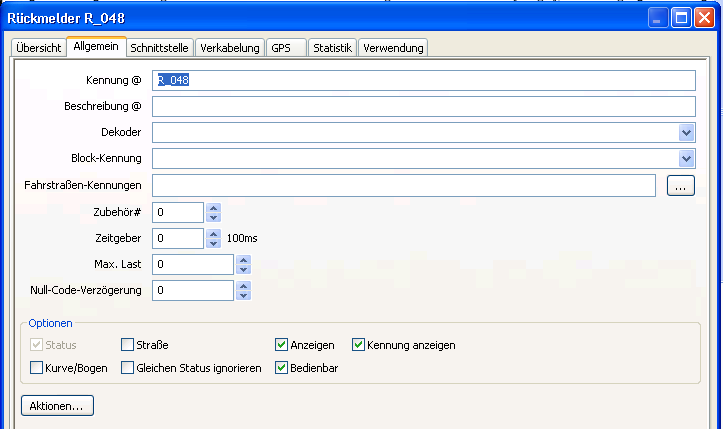 Rückmelder R_048
Übersicht Allgemein Schnittstelle Verkabelung GPS Statistik Verwendung
Kennung @ R_048
Beschreibung @
Dekoder
Block-Kennung
Fahrstraßen-Kennungen ...
Zubehör# 0
Zeitgeber 0 100ms
Max. Last 0
Null-Code-Verzögerung 0
Optionen
Status Straße Anzeigen Kennung anzeigen
Kurve/Bogen Gleichen Status ignorieren Bedienbar
Aktionen...